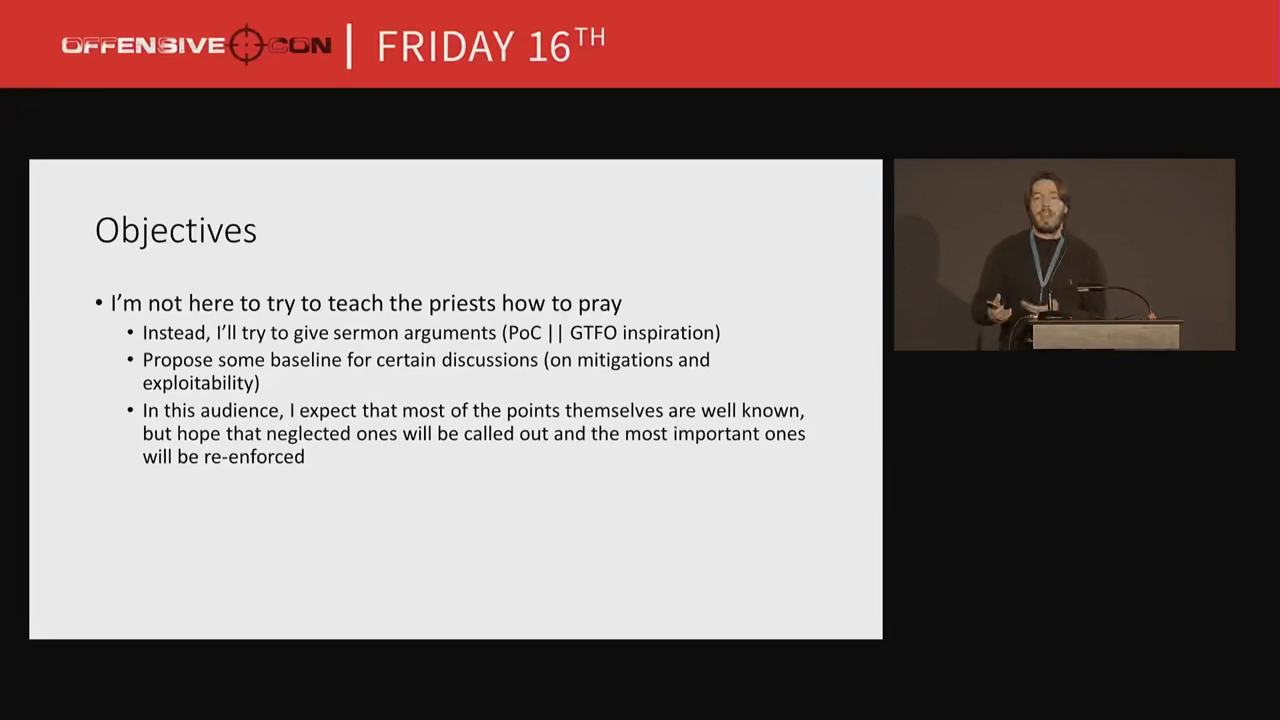 OFFENSIVE CON | FRIDAY 16TH
Objectives
• I'm not here to try to teach the priests how to pray
• Instead, I'll try to give sermon arguments (PoC || GTFO inspiration)
• Propose some baseline for certain discussions (on mitigations and
exploitability)
• In this audience, I expect that most of the points themselves are well known,
but hope that neglected ones will be called out and the most important ones
will be re-enforced